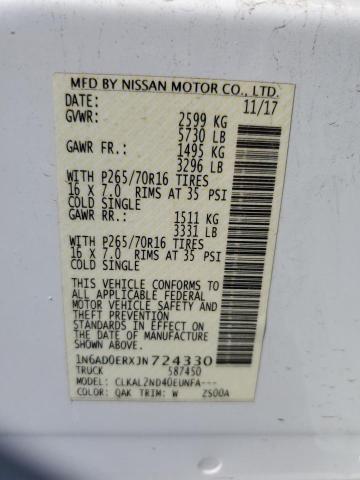 MFD BY NISSAN MOTOR CO., LTD.
DATE: 11/17
GVWR: 2599 KG
5730 LB
GAWR FR.: 1495 KG
3296 LB
WITH P265/70R16 TIRES
16 X 7.0 RIMS AT 35 PSI
COLD SINGLE
GAWR RR.: 1511 KG
3331 LB
WITH P265/70R16 TIRES
16 X 7.0 RIMS AT 35 PSI
COLD SINGLE
THIS VEHICLE CONFORMS TO
ALL APPLICABLE FEDERAL
MOTOR VEHICLE SAFETY
AND THEFT PREVENTION
STANDARDS IN EFFECT ON
THE DATE OF MANUFACTURE
SHOWN ABOVE.
1N6AD0ERXJN724330
TRUCK 587450
MODEL: CLKALZND40EUNFA---
COLOR: QAK TRIM: W 2S00A